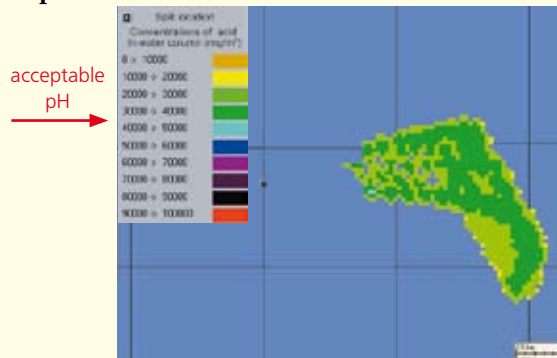 Spill location
Concentrations of acid
in water column (mg/m³)
0 > 10000
10000 > 20000
20000 > 30000
30000 > 40000
40000 > 50000
50000 > 60000
60000 > 70000
70000 > 80000
80000 > 90000
90000 > 100000
acceptable
pH